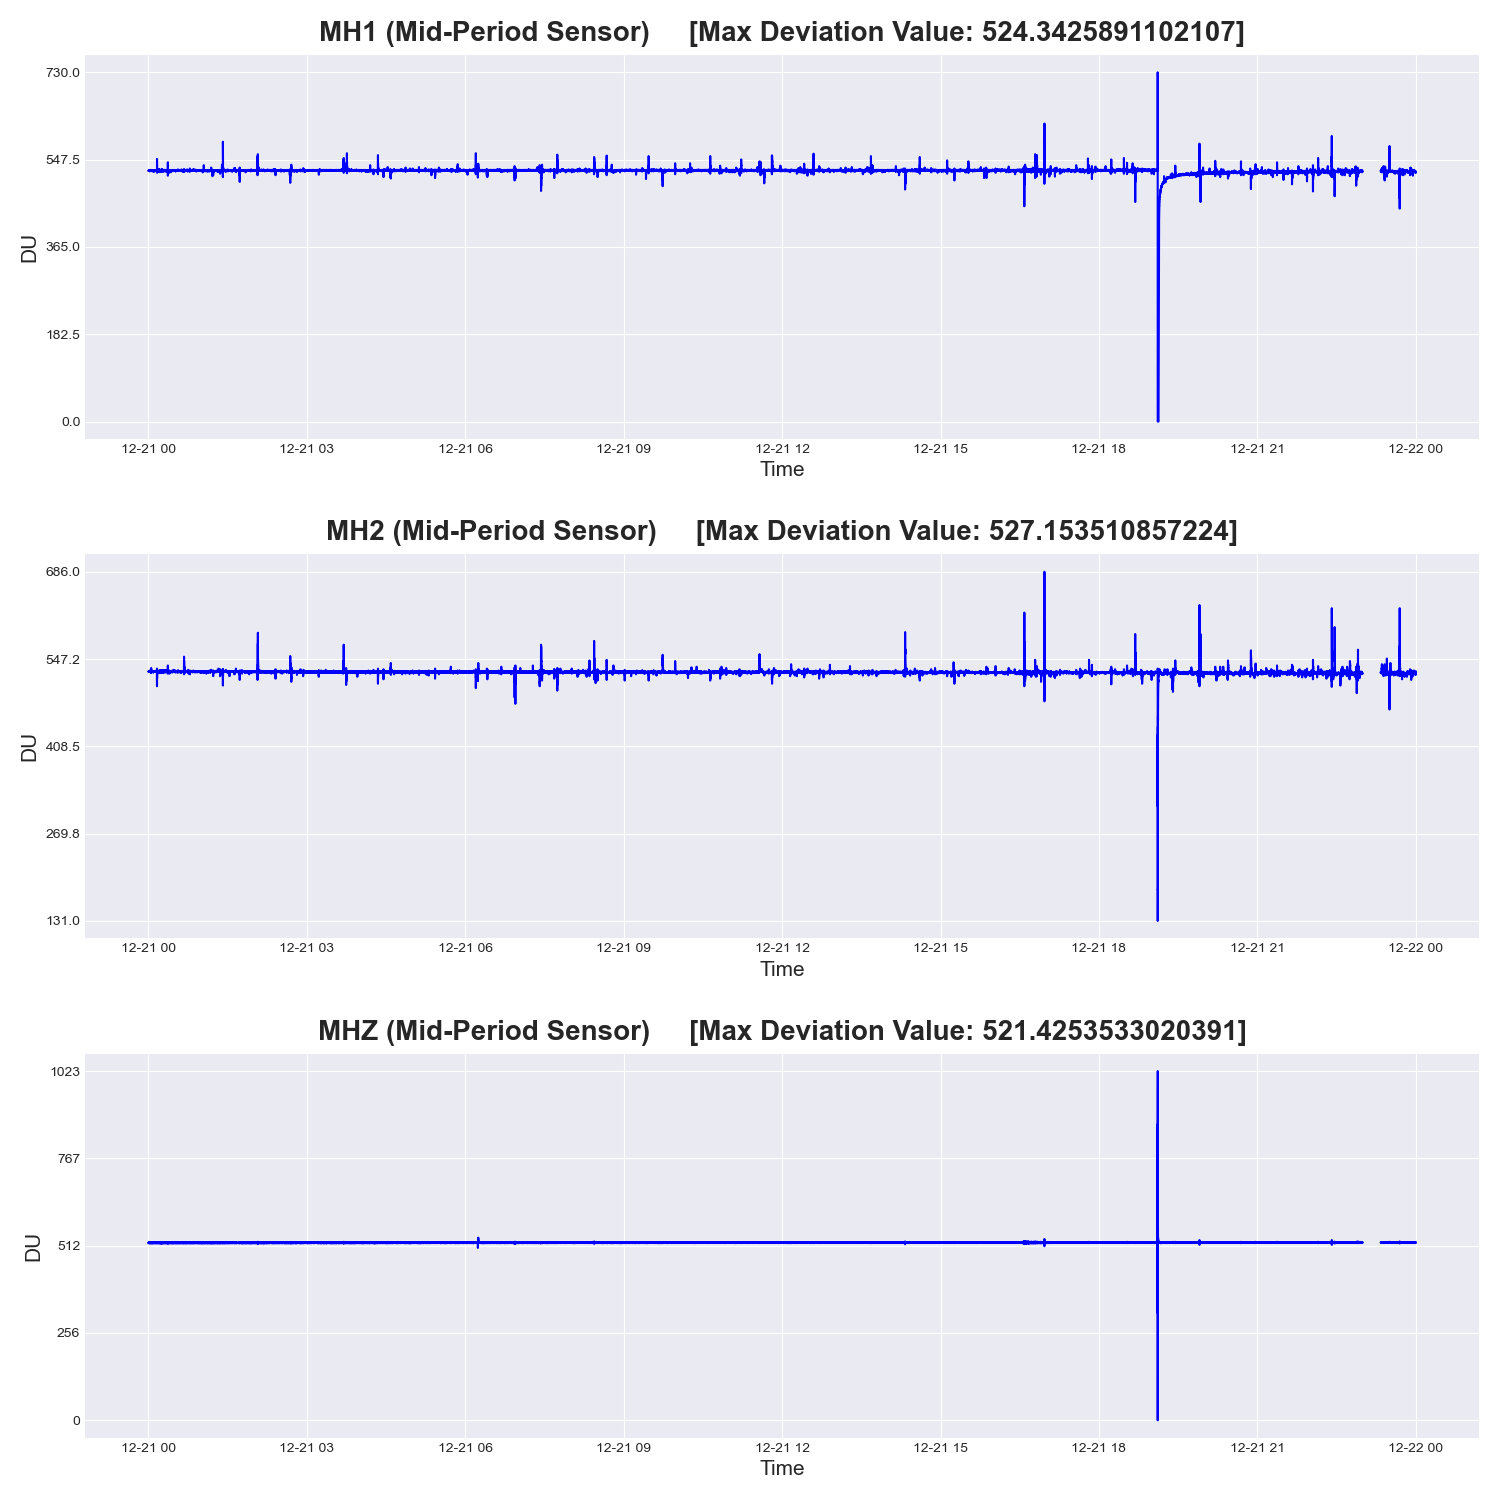 MH1 (Mid-Period Sensor) [Max Deviation Value: 524.3425891102107]
730.0
547.5
365.0
182.5
0.0
DU
12-21 00 12-21 03 12-21 06 12-21 09 12-21 12 12-21 15 12-21 18 12-21 21 12-22 00
Time
MH2 (Mid-Period Sensor) [Max Deviation Value: 527.153510857224]
686.0
547.2
408.5
269.8
131.0
DU
12-21 00 12-21 03 12-21 06 12-21 09 12-21 12 12-21 15 12-21 18 12-21 21 12-22 00
Time
MHZ (Mid-Period Sensor) [Max Deviation Value: 521.4253533020391]
1023
767
512
256
0
DU
12-21 00 12-21 03 12-21 06 12-21 09 12-21 12 12-21 15 12-21 18 12-21 21 12-22 00
Time